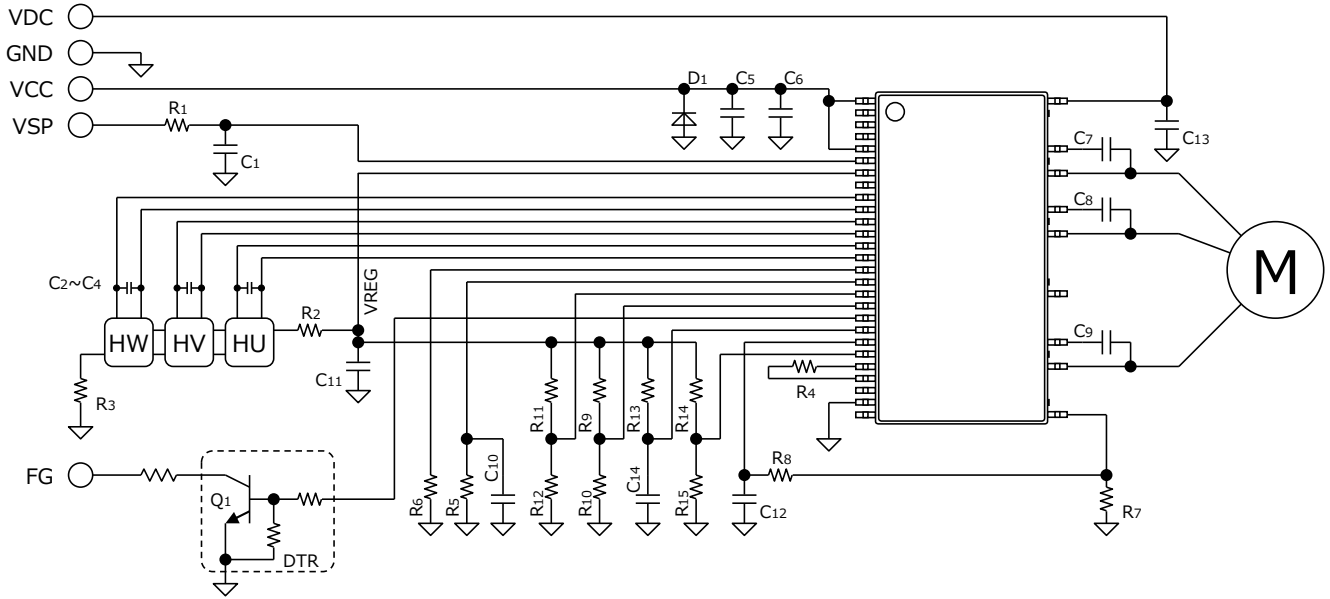 VDC
GND
VCC
VSP
R1
C1
D1
C5
C6
C7
C13
C8
C9
M
C2~C4
HW
HV
HU
R2
VREG
C11
R3
R4
R11
R9
R13
R14
FG
Q1
DTR
R6
R5
C10
R12
R10
C14
R15
R8
C12
R7